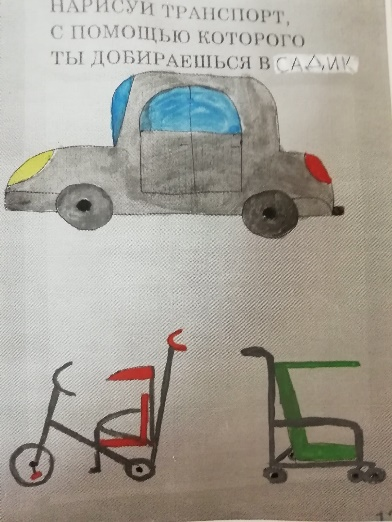 НАРИСУЙ ТРАНСПОРТ,
С ПОМОЩЬЮ КОТОРОГО
ТЫ ДОБИРАЕШЬСЯ В САДИК